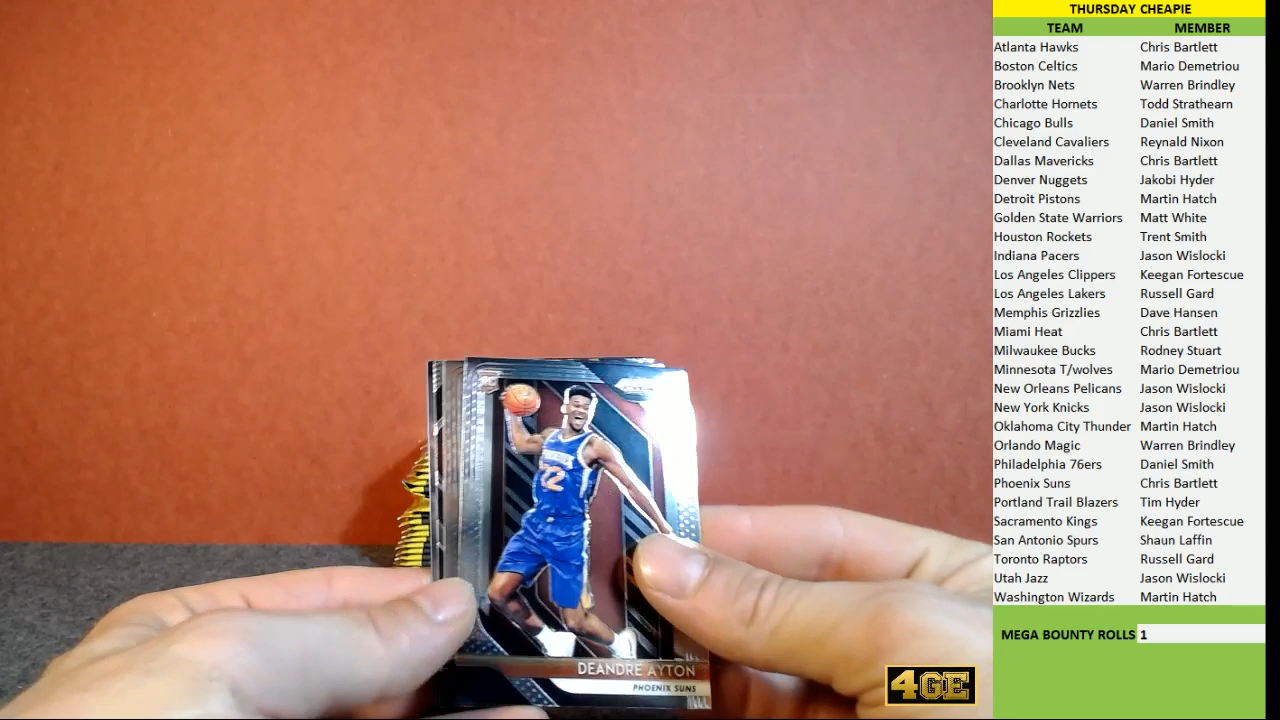 THURSDAY CHEAPIE
TEAM MEMBER
Atlanta Hawks Chris Bartlett
Boston Celtics Mario Demetriou
Brooklyn Nets Warren Brindley
Charlotte Hornets Todd Strathearn
Chicago Bulls Daniel Smith
Cleveland Cavaliers Reynald Nixon
Dallas Mavericks Chris Bartlett
Denver Nuggets Jakobi Hyder
Detroit Pistons Martin Hatch
Golden State Warriors Matt White
Houston Rockets Trent Smith
Indiana Pacers Jason Wislocki
Los Angeles Clippers Keegan Fortescue
Los Angeles Lakers Russell Gard
Memphis Grizzlies Dave Hansen
Miami Heat Chris Bartlett
Milwaukee Bucks Rodney Stuart
Minnesota T/wolves Mario Demetriou
New Orleans Pelicans Jason Wislocki
New York Knicks Jason Wislocki
Oklahoma City Thunder Martin Hatch
Orlando Magic Warren Brindley
Philadelphia 76ers Daniel Smith
Phoenix Suns Chris Bartlett
Portland Trail Blazers Tim Hyder
Sacramento Kings Keegan Fortescue
San Antonio Spurs Shaun Laffin
Toronto Raptors Russell Gard
Utah Jazz Jason Wislocki
Washington Wizards Martin Hatch
MEGA BOUNTY ROLLS 1
22
DEANDRE AYTON
PHOENIX SUNS
4GE